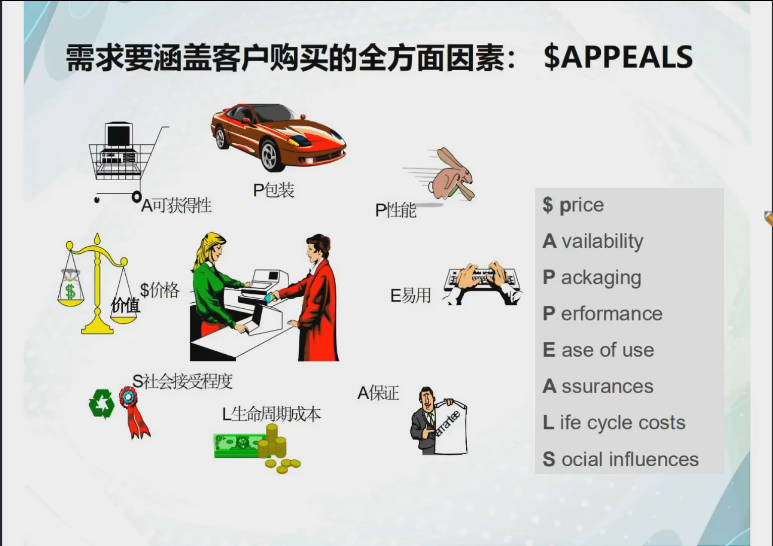 需求要涵盖客户购买的全方面因素： $APPEALS
A可获得性
P包装
P性能
$价格
价值
$
E易用
S社会接受程度
L生命周期成本
A保证
$ price
A vailability
P ackaging
P erformance
E ase of use
A ssurances
L ife cycle costs
S ocial influences